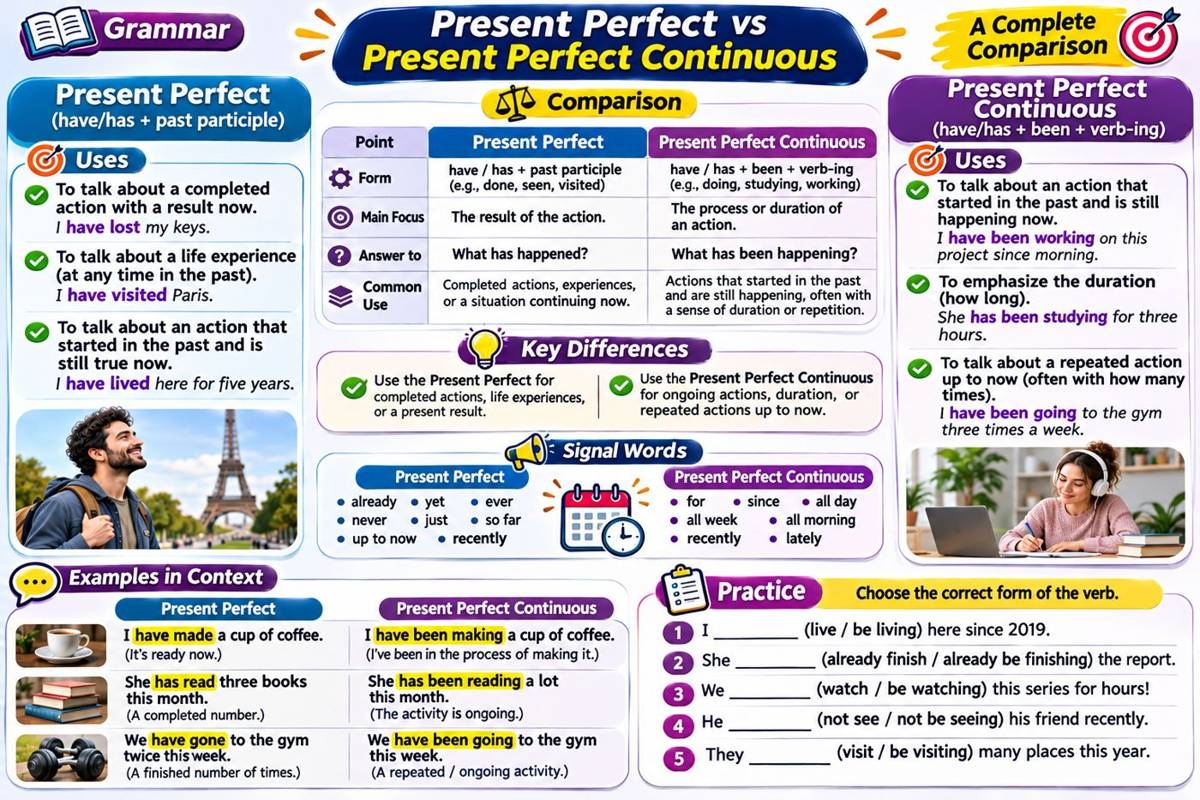 Grammar
Present Perfect vs
Present Perfect Continuous
A Complete
Comparison
Present Perfect
(have/has + past participle)
Uses
To talk about a completed
action with a result now.
I have lost my keys.
To talk about a life experience
(at any time in the past).
I have visited Paris.
To talk about an action that
started in the past and is
still true now.
I have lived here for five years.
Comparison
Point
Present Perfect
Present Perfect Continuous
Form
have / has + past participle
(e.g., done, seen, visited)
have / has + been + verb-ing
(e.g., doing, studying, working)
Main Focus
The result of the action.
The process or duration of
an action.
Answer to
What has happened?
What has been happening?
Common
Use
Completed actions, experiences,
or a situation continuing now.
Actions that started in the past
and are still happening, often with
a sense of duration or repetition.
Key Differences
Use the Present Perfect for
completed actions, life experiences,
or a present result.
Use the Present Perfect Continuous
for ongoing actions, duration, or
repeated actions up to now.
Signal Words
Present Perfect
• already • yet • ever
• never • just • so far
• up to now • recently
Present Perfect Continuous
• for • since • all day
• all week • all morning
• recently • lately
Present Perfect
Continuous
(have/has + been + verb-ing)
Uses
To talk about an action that
started in the past and is still
happening now.
I have been working on this
project since morning.
To emphasize the duration
(how long).
She has been studying for three
hours.
To talk about a repeated action
up to now (often with how many
times).
I have been going to the gym
three times a week.
Examples in Context
Present Perfect
Present Perfect Continuous
I have made a cup of coffee.
(It's ready now.)
I have been making a cup of coffee.
(I've been in the process of making it.)
She has read three books
this month.
(A completed number.)
She has been reading a lot
this month.
(The activity is ongoing.)
We have gone to the gym
twice this week.
(A finished number of times.)
We have been going to the gym
this week.
(A repeated / ongoing activity.)
Practice
Choose the correct form of the verb.
1 I __________ (live / be living) here since 2019.
2 She __________ (already finish / already be finishing) the report.
3 We __________ (watch / be watching) this series for hours!
4 He __________ (not see / not be seeing) his friend recently.
5 They __________ (visit / be visiting) many places this year.